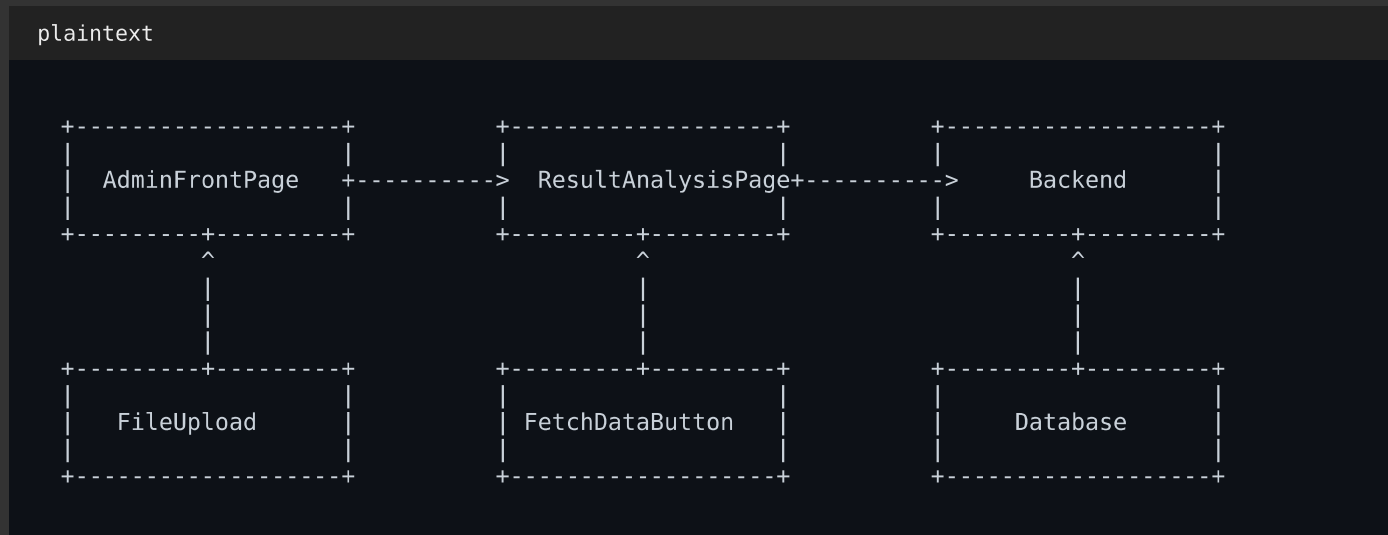 plaintext
+-------------------+          +-------------------+          +-------------------+
|                   |          |                   |          |                   |
|  AdminFrontPage   +---------->  ResultAnalysisPage+---------->     Backend      |
|                   |          |                   |          |                   |
+---------+---------+          +---------+---------+          +---------+---------+
          ^                              ^                              ^
          |                              |                              |
          |                              |                              |
          |                              |                              |
+---------+---------+          +---------+---------+          +---------+---------+
|                   |          |                   |          |                   |
|   FileUpload      |          | FetchDataButton   |          |     Database      |
|                   |          |                   |          |                   |
+-------------------+          +-------------------+          +-------------------+